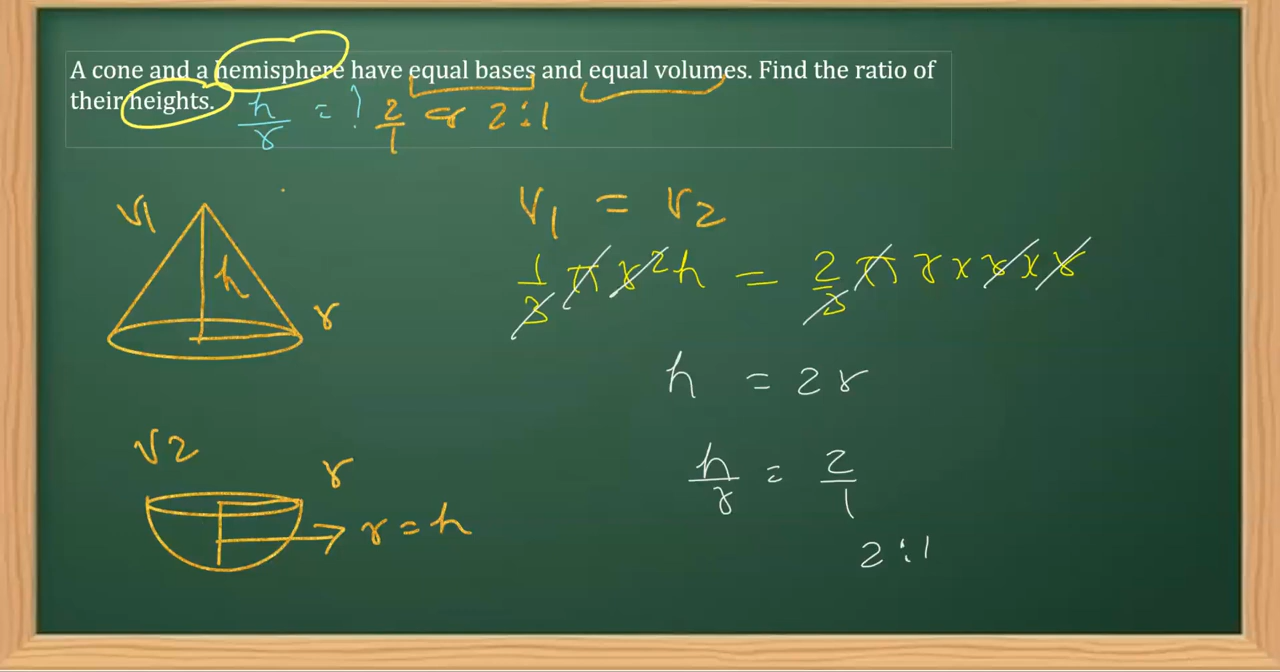 A cone and a hemisphere have equal bases and equal volumes. Find the ratio of
their heights.
h/r = ? 2/1 or 2:1
V1
h
r
V2
r
r = h
V1 = V2
1/3 π r² h = 2/3 π r × r × r
h = 2r
h/r = 2/1
2:1